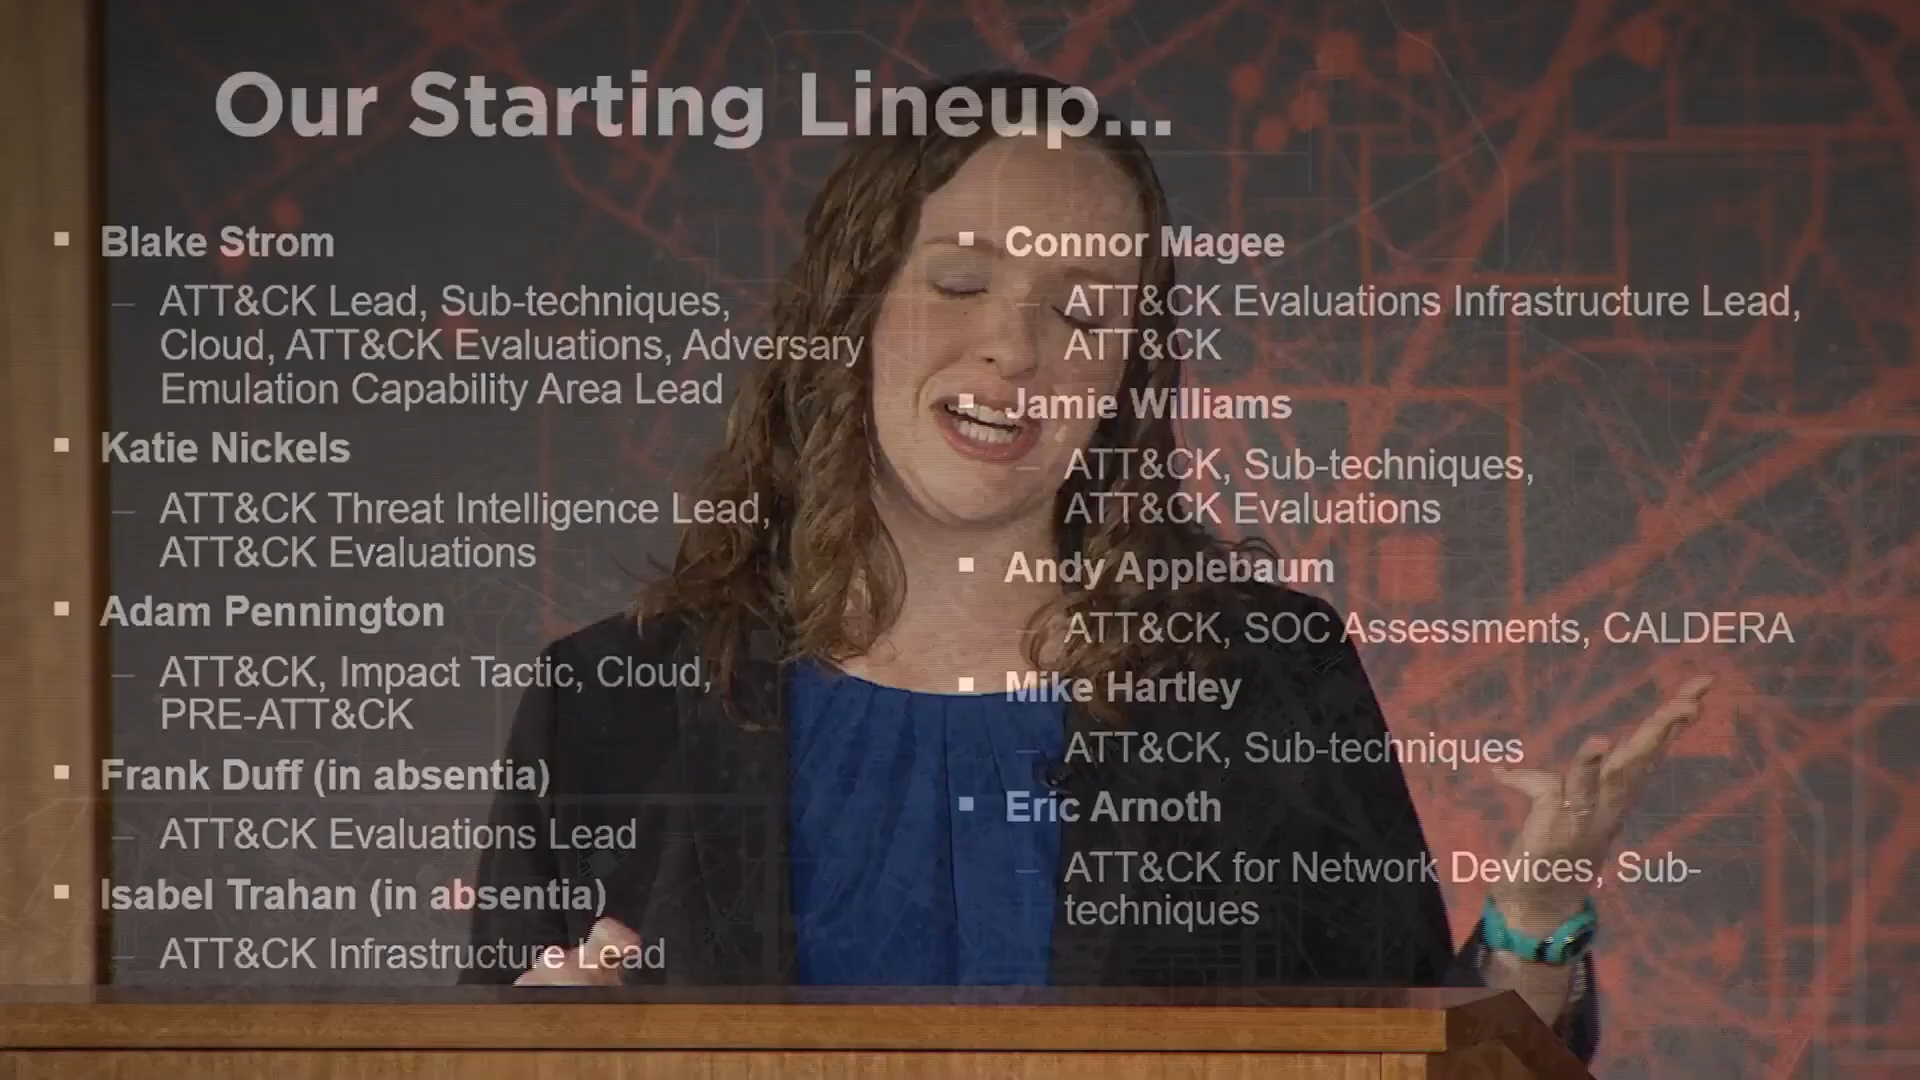 Our Starting Lineup...
Blake Strom
– ATT&CK Lead, Sub-techniques,
Cloud, ATT&CK Evaluations, Adversary
Emulation Capability Area Lead
Katie Nickels
– ATT&CK Threat Intelligence Lead,
ATT&CK Evaluations
Adam Pennington
– ATT&CK, Impact Tactic, Cloud,
PRE-ATT&CK
Frank Duff (in absentia)
– ATT&CK Evaluations Lead
Isabel Trahan (in absentia)
– ATT&CK Infrastructure Lead
Connor Magee
– ATT&CK Evaluations Infrastructure Lead,
ATT&CK
Jamie Williams
– ATT&CK, Sub-techniques,
ATT&CK Evaluations
Andy Applebaum
– ATT&CK, SOC Assessments, CALDERA
Mike Hartley
– ATT&CK, Sub-techniques
Eric Arnoth
– ATT&CK for Network Devices, Sub-
techniques